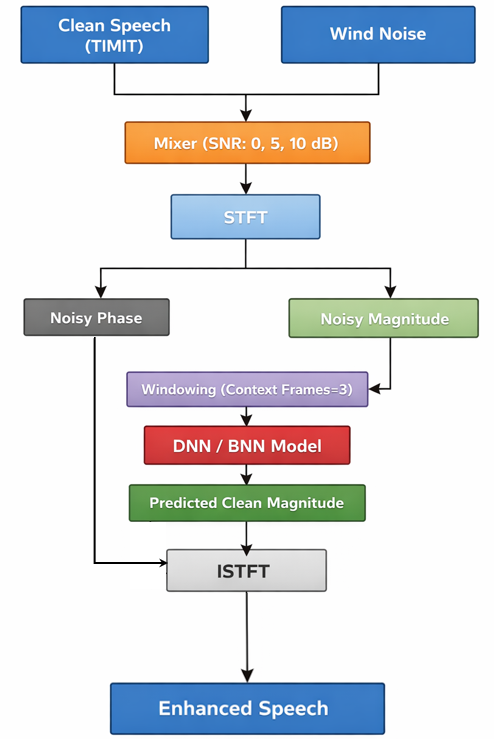 Clean Speech
(TIMIT)
Wind Noise
Mixer (SNR: 0, 5, 10 dB)
STFT
Noisy Phase
Noisy Magnitude
Windowing (Context Frames=3)
DNN / BNN Model
Predicted Clean Magnitude
ISTFT
Enhanced Speech